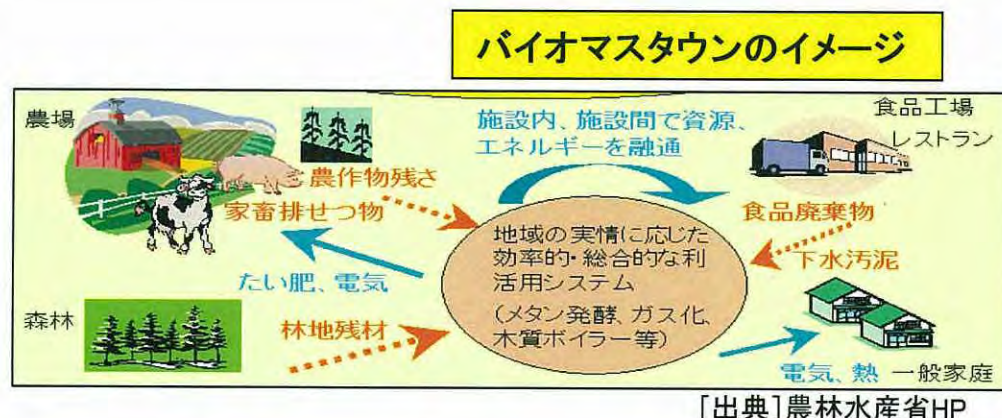 バイオマスタウンのイメージ
農場
食品工場
レストラン
施設内、施設間で資源、
エネルギーを融通
農作物残さ
家畜排せつ物
食品廃棄物
下水汚泥
地域の実情に応じた
効率的・総合的な利
活用システム
(メタン発酵、ガス化、
木質ボイラー等)
たい肥、電気
森林
林地残材
電気、熱
一般家庭
[出典]農林水産省HP